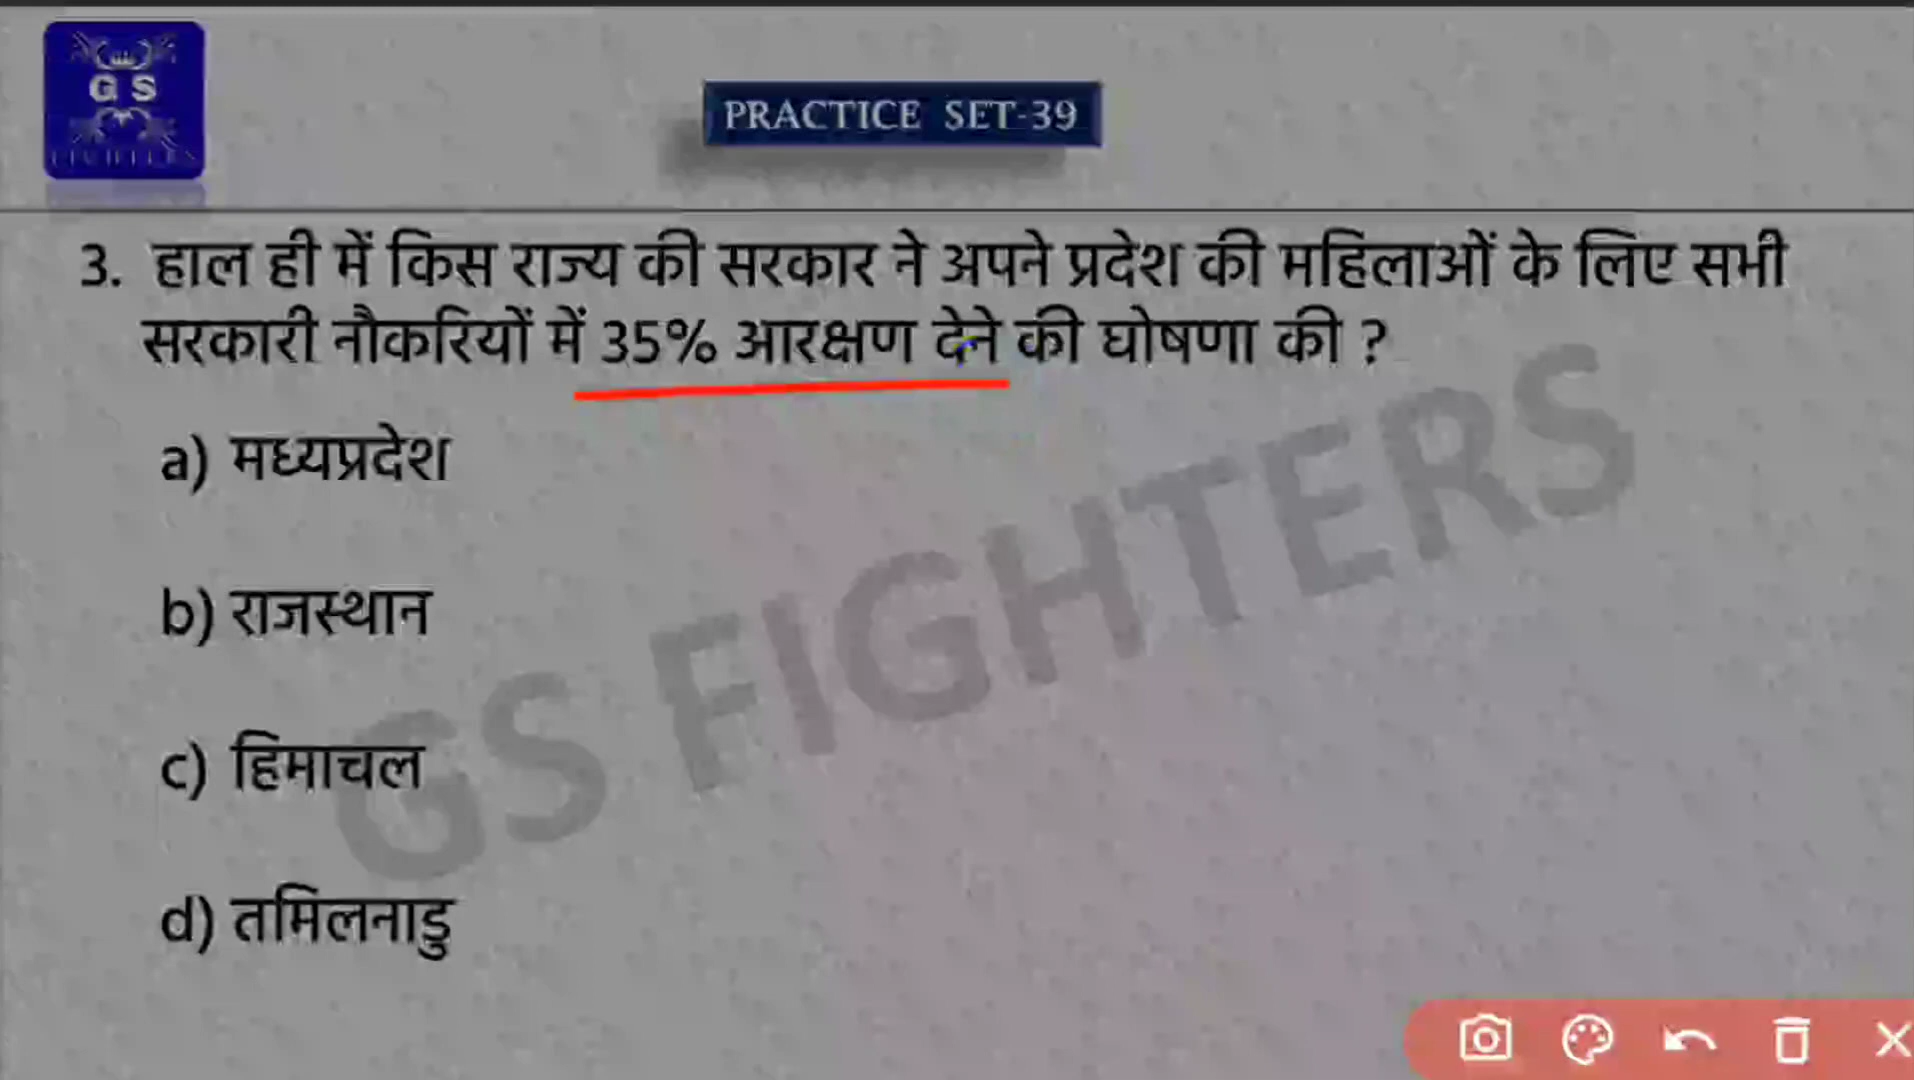 G S
FIGHTERS
PRACTICE SET-39
3. हाल ही में किस राज्य की सरकार ने अपने प्रदेश की महिलाओं के लिए सभी
सरकारी नौकरियों में 35% आरक्षण देने की घोषणा की ?
a) मध्यप्रदेश
b) राजस्थान
c) हिमाचल
d) तमिलनाडु
GS FIGHTERS